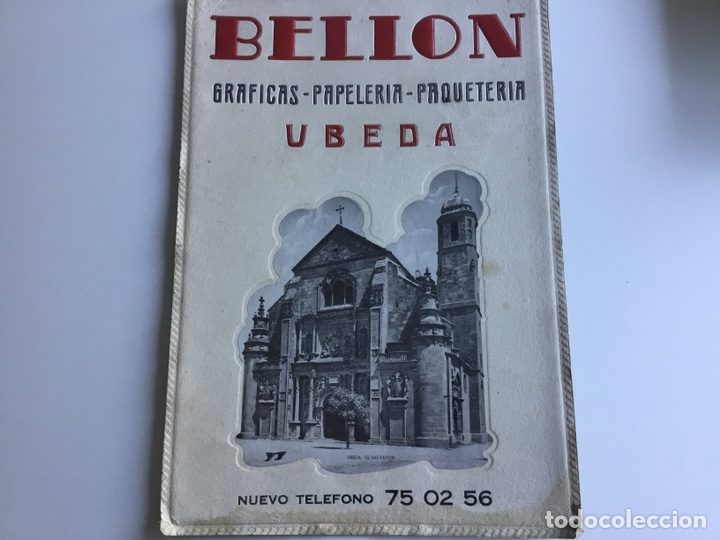 BELLON
GRAFICAS-PAPELERIA-PAQUETERIA
UBEDA
UBEDA - EL SALVADOR
NUEVO TELEFONO 75 02 56
todocoleccion